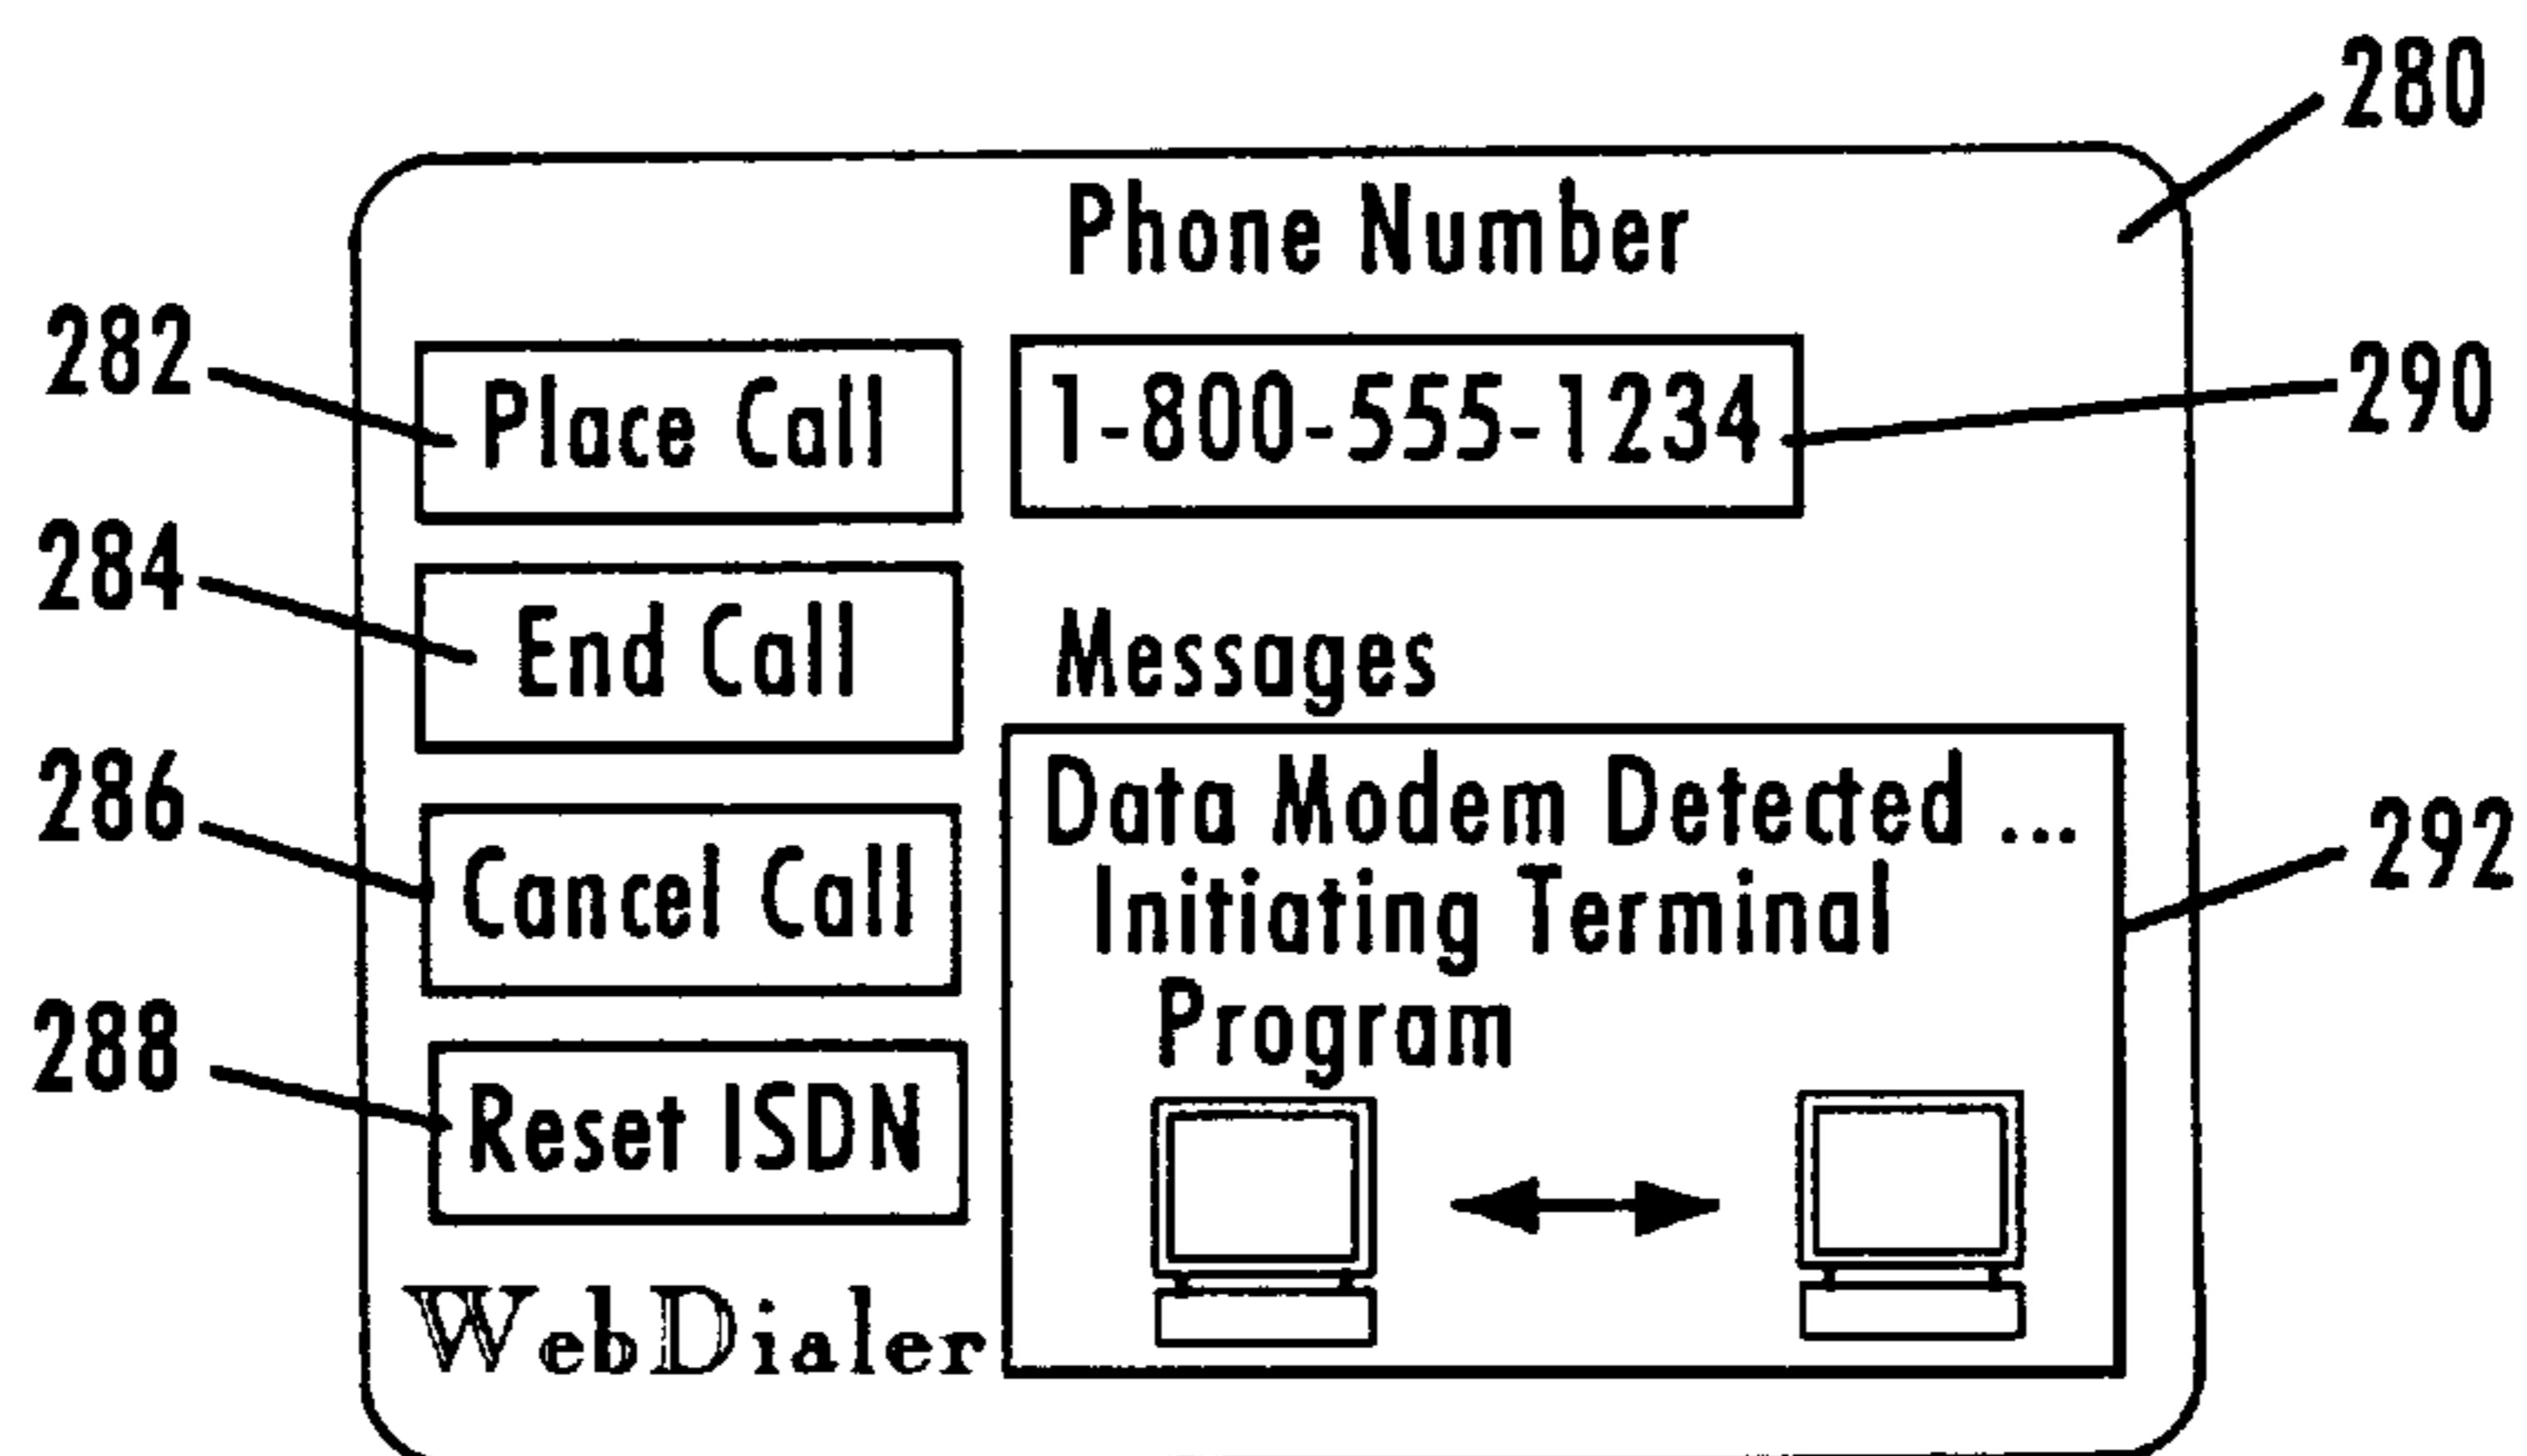 280
Phone Number
282
Place Call
1-800-555-1234
290
284
End Call
Messages
286
Cancel Call
Data Modem Detected ...
Initiating Terminal
Program
292
288
Reset ISDN
WebDialer